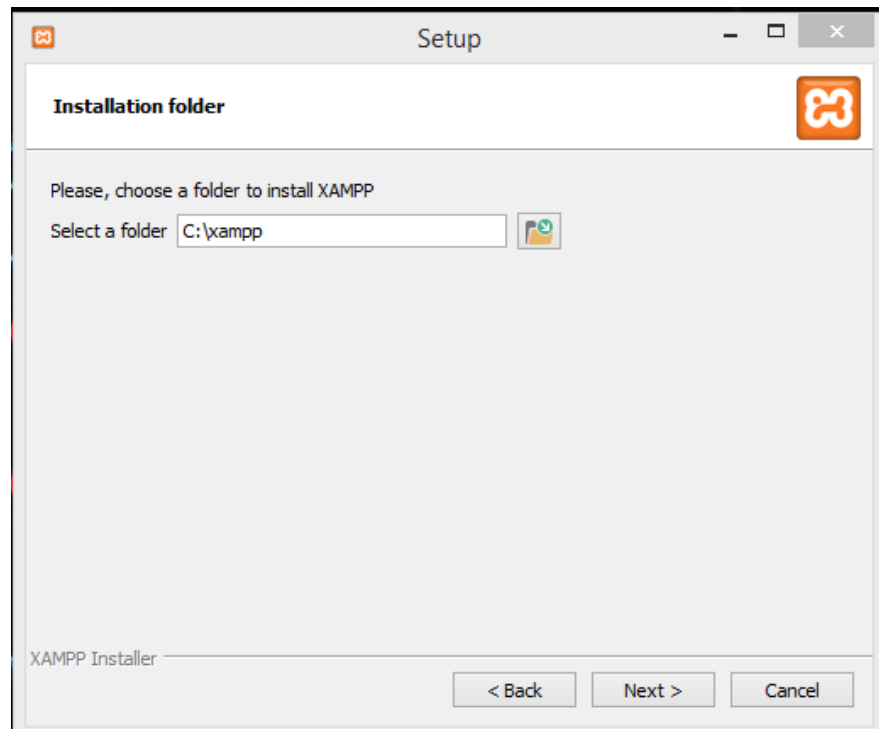 Setup
Installation folder
Please, choose a folder to install XAMPP
Select a folder C:\xampp
XAMPP Installer
< Back Next > Cancel